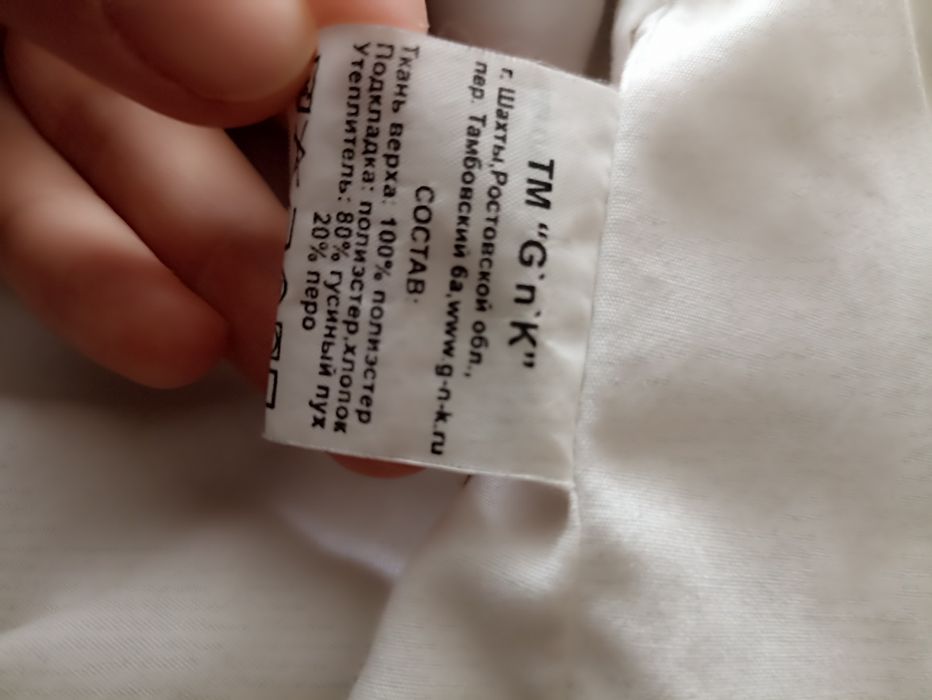 ТМ “G`n`K”
г. Шахты,Ростовской обл.,
пер. Тамбовский 6а,www.g-n-k.ru
СОСТАВ:
Ткань верха: 100% полиэстер
Подкладка: полиэстер,хлопок
Утеплитель: 80% гусиный пух
20% перо